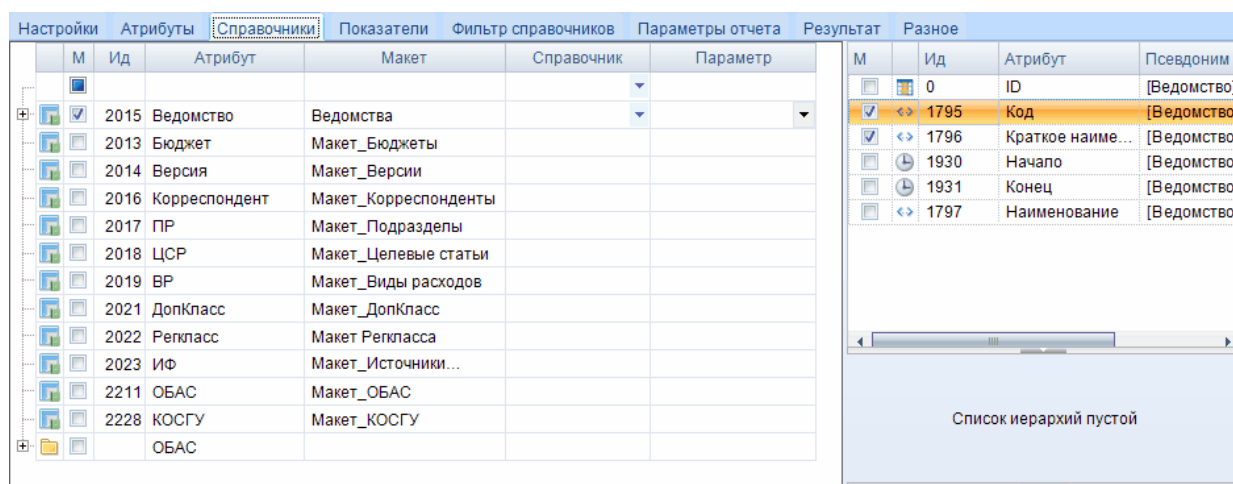 Настройки Атрибуты Справочники Показатели Фильтр справочников Параметры отчета Результат Разное
М Ид Атрибут Макет Справочник Параметр
2015 Ведомство Ведомства
2013 Бюджет Макет_Бюджеты
2014 Версия Макет_Версии
2016 Корреспондент Макет_Корреспонденты
2017 ПР Макет_Подразделы
2018 ЦСР Макет_Целевые статьи
2019 ВР Макет_Виды расходов
2021 ДопКласс Макет_ДопКласс
2022 Регкласс Макет Регкласса
2023 ИФ Макет_Источники...
2211 ОБАС Макет_ОБАС
2228 КОСГУ Макет_КОСГУ
ОБАС
М Ид Атрибут Псевдоним
0 ID [Ведомство]
1795 Код [Ведомство
1796 Краткое наиме... [Ведомство
1930 Начало [Ведомство
1931 Конец [Ведомство
1797 Наименование [Ведомство
Список иерархий пустой